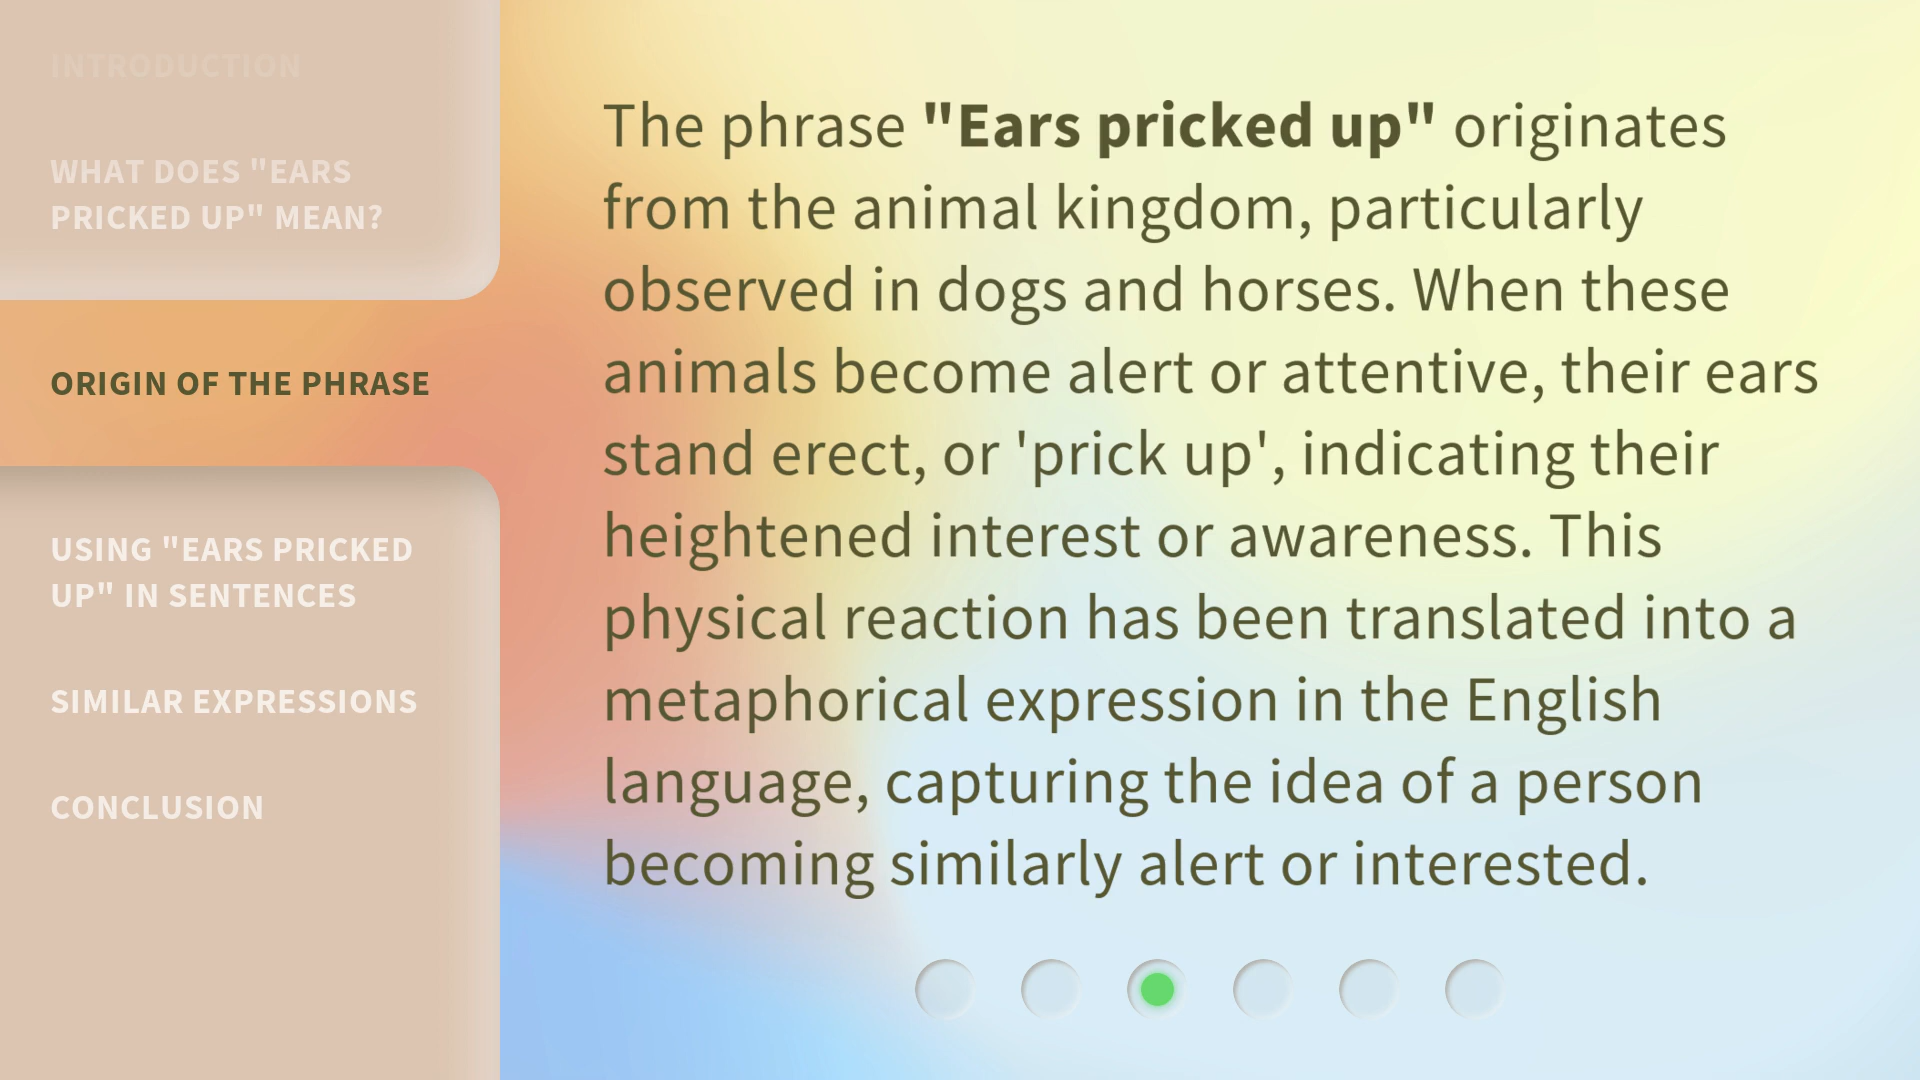 INTRODUCTION
WHAT DOES "EARS
PRICKED UP" MEAN?
ORIGIN OF THE PHRASE
USING "EARS PRICKED
UP" IN SENTENCES
SIMILAR EXPRESSIONS
CONCLUSION
The phrase "Ears pricked up" originates
from the animal kingdom, particularly
observed in dogs and horses. When these
animals become alert or attentive, their ears
stand erect, or 'prick up', indicating their
heightened interest or awareness. This
physical reaction has been translated into a
metaphorical expression in the English
language, capturing the idea of a person
becoming similarly alert or interested.